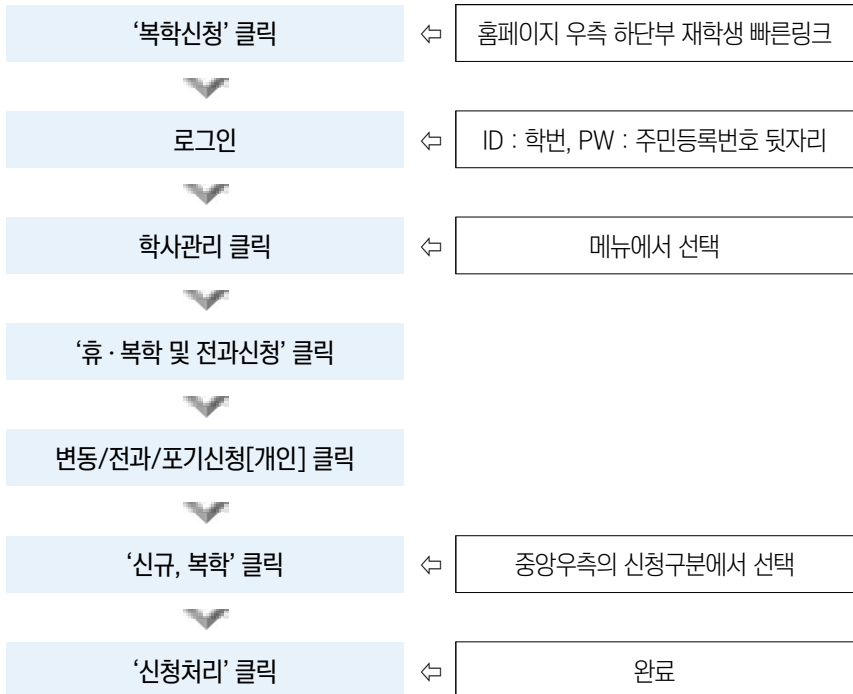 ‘복학신청’ 클릭 ⇦ 홈페이지 우측 하단부 재학생 빠른링크
로그인 ⇦ ID : 학번, PW : 주민등록번호 뒷자리
학사관리 클릭 ⇦ 메뉴에서 선택
‘휴 · 복학 및 전과신청’ 클릭
변동/전과/포기신청[개인] 클릭
‘신규, 복학’ 클릭 ⇦ 중앙우측의 신청구분에서 선택
‘신청처리’ 클릭 ⇦ 완료